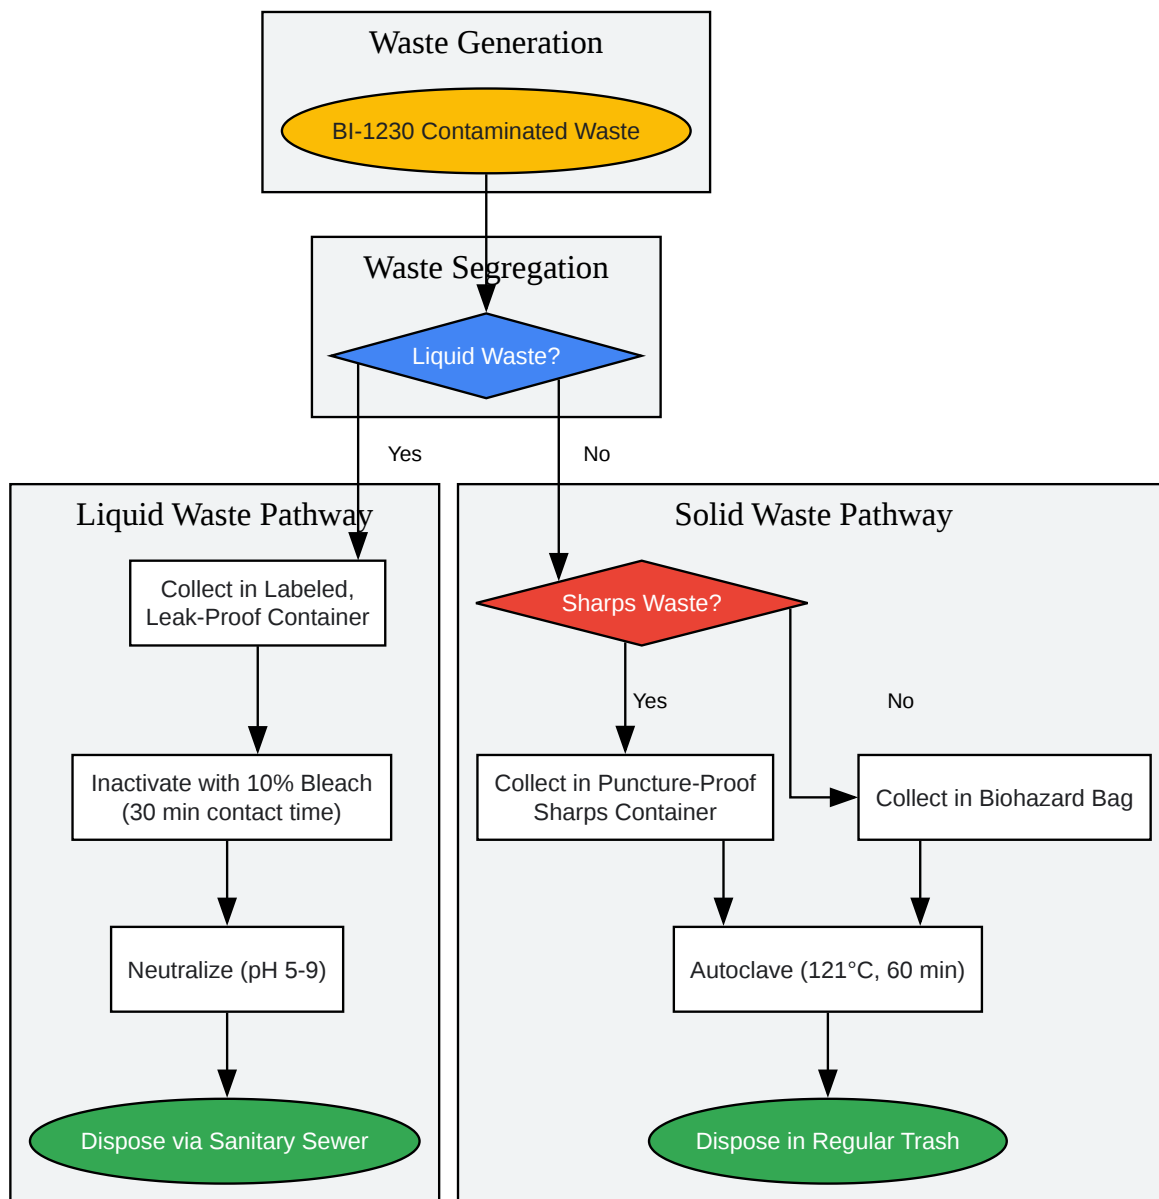 Waste Generation
BI-1230 Contaminated Waste
Waste Segregation
Liquid Waste?
Yes
No
Liquid Waste Pathway
Collect in Labeled,
Leak-Proof Container
Inactivate with 10% Bleach
(30 min contact time)
Neutralize (pH 5-9)
Dispose via Sanitary Sewer
Solid Waste Pathway
Sharps Waste?
Yes
No
Collect in Puncture-Proof
Sharps Container
Collect in Biohazard Bag
Autoclave (121°C, 60 min)
Dispose in Regular Trash